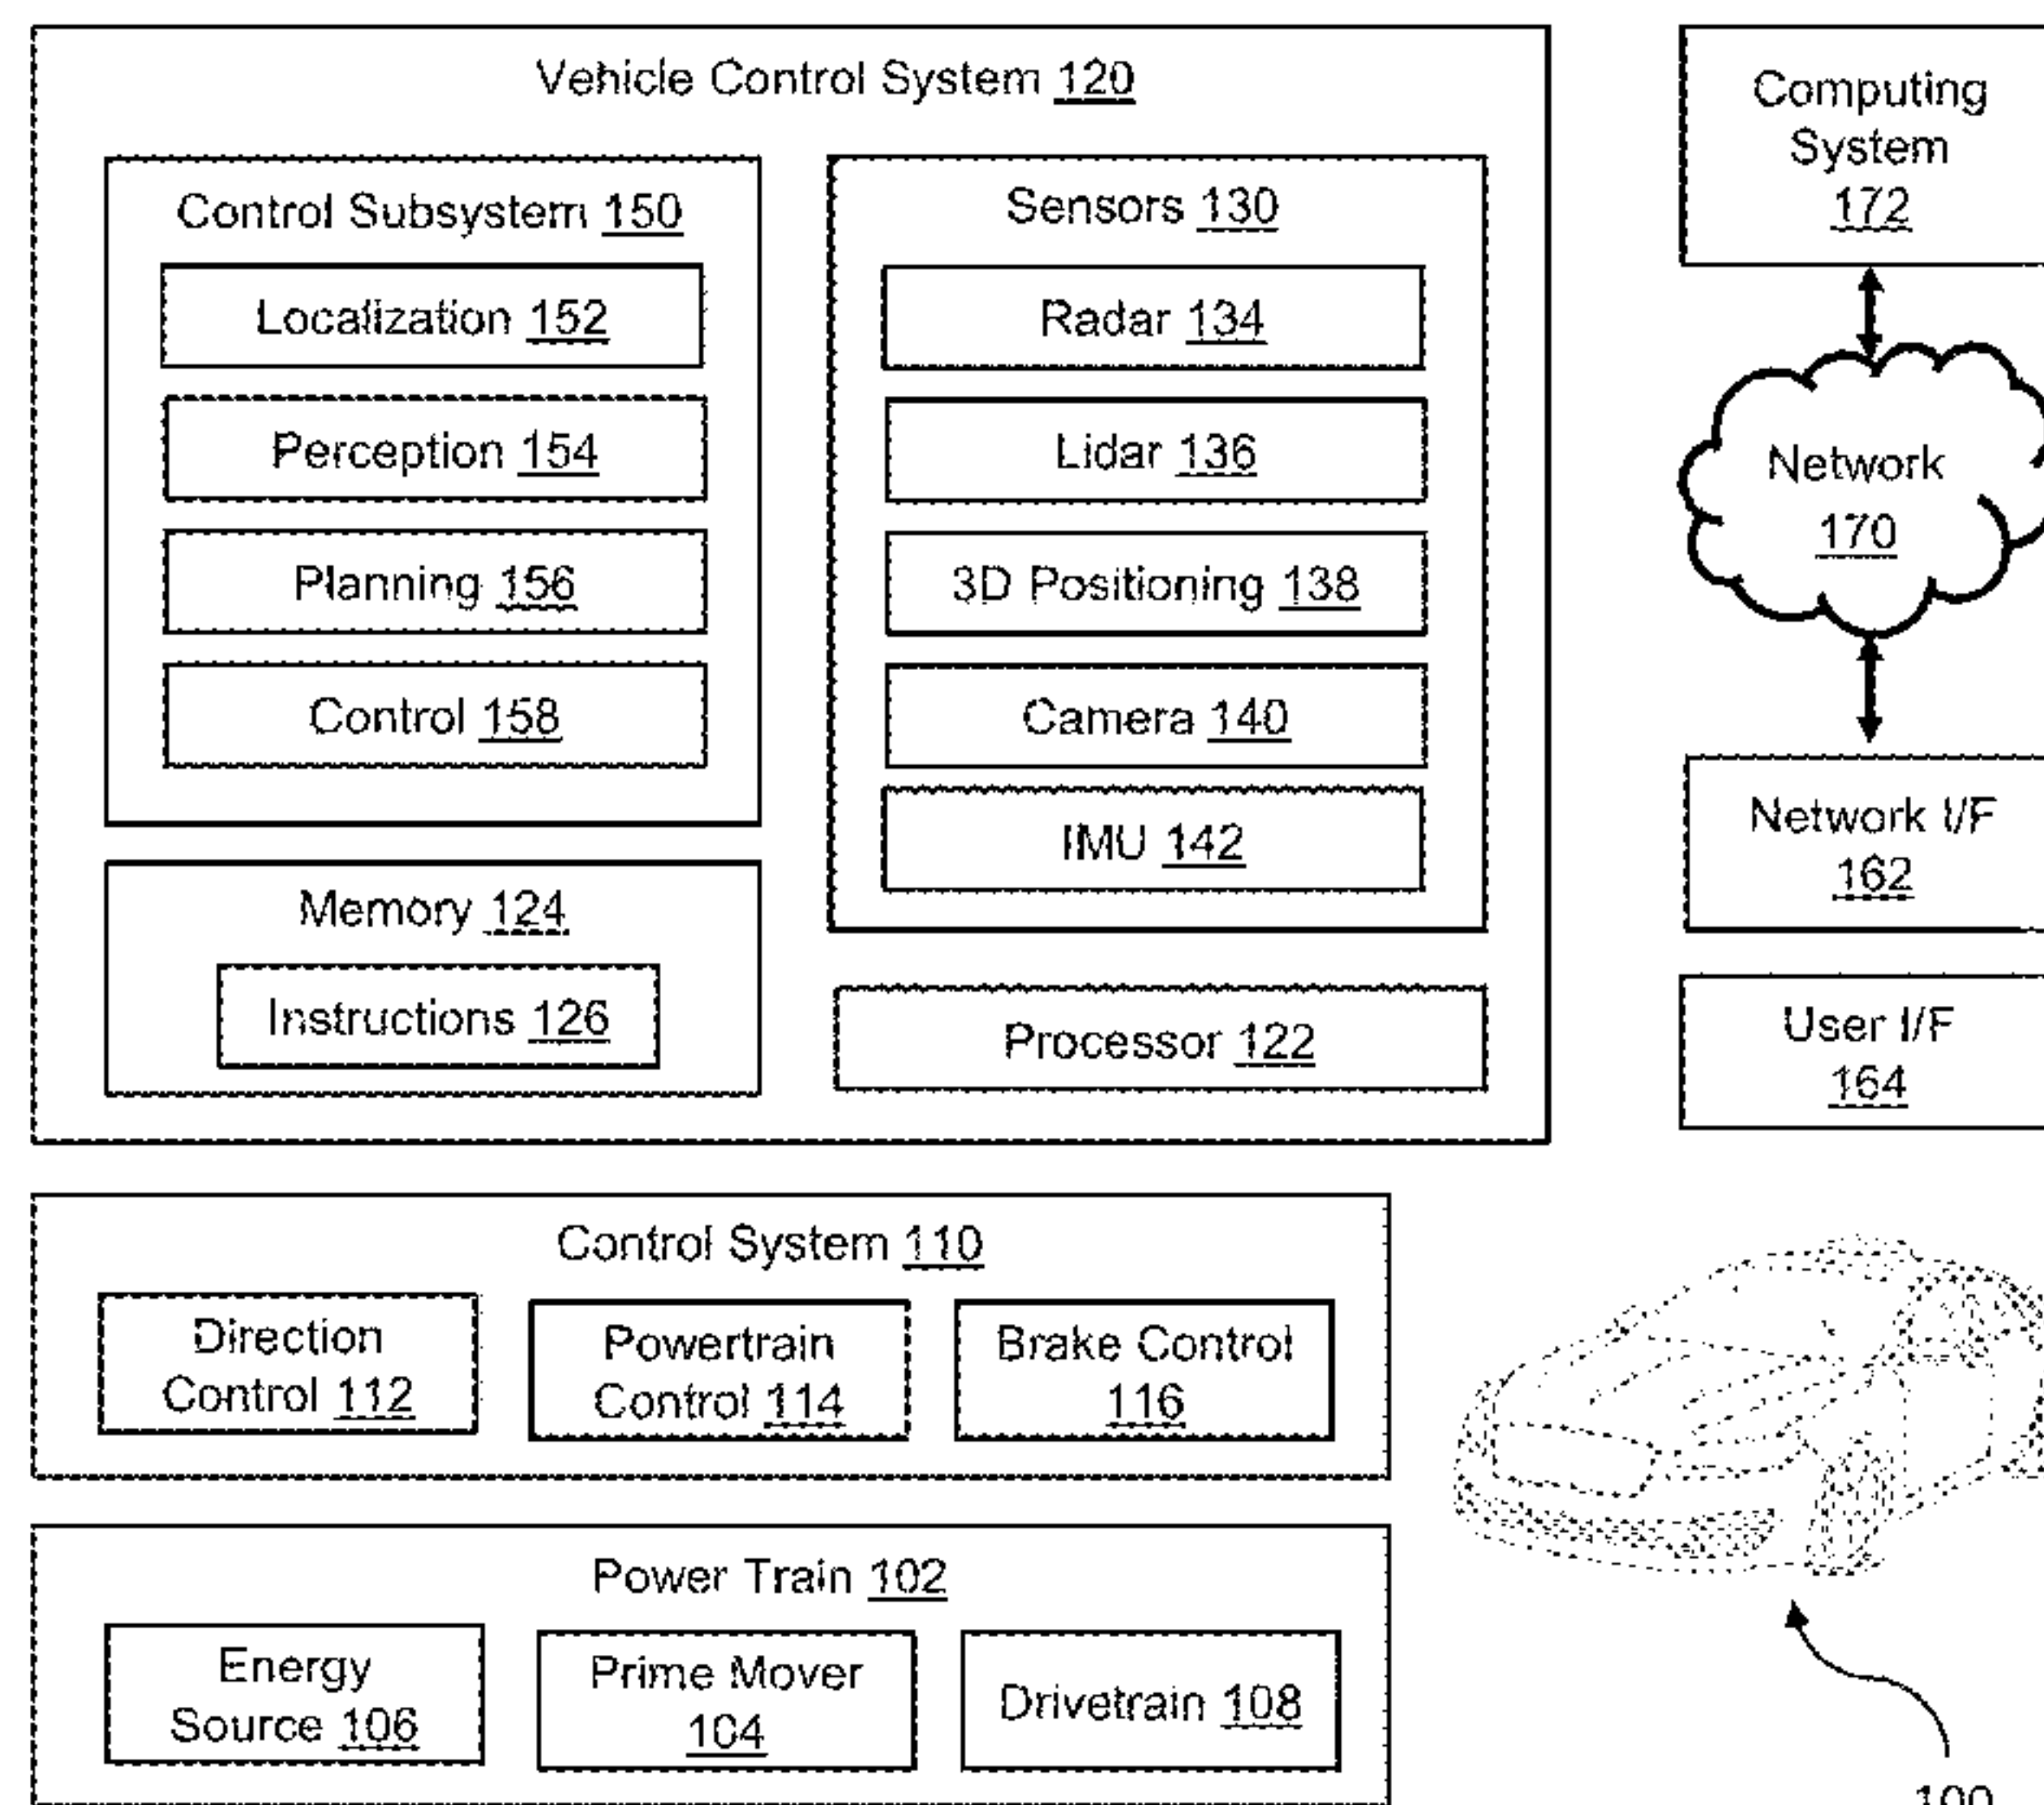 Vehicle Control System 120
Control Subsystem 150
Localization 152
Perception 154
Planning 156
Control 158
Memory 124
Instructions 126
Sensors 130
Radar 134
Lidar 136
3D Positioning 138
Camera 140
IMU 142
Processor 122
Computing
System
172
Network
170
Network I/F
162
User I/F
164
Control System 110
Direction
Control 112
Powertrain
Control 114
Brake Control
116
Power Train 102
Energy
Source 106
Prime Mover
104
Drivetrain 108
100